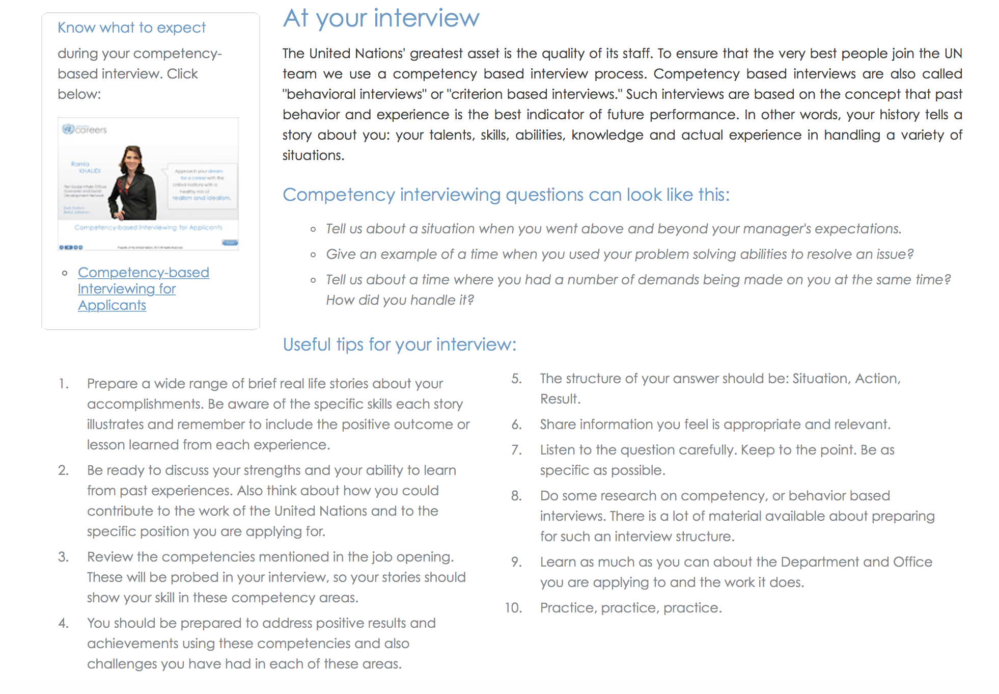 Know what to expect
during your competency-
based interview. Click
below:
careers
Ramia
KHALIDI
Approach your dream
for a career with the
United Nations with a
healthy mix of
realism and idealism.
First Social Affairs Officer
Economic and Social
Development Network
Duty Station:
Beirut, Lebanon
Competency-based Interviewing for Applicants
Competency-based
Interviewing for
Applicants
At your interview
The United Nations' greatest asset is the quality of its staff. To ensure that the very best people join the UN
team we use a competency based interview process. Competency based interviews are also called
"behavioral interviews" or "criterion based interviews." Such interviews are based on the concept that past
behavior and experience is the best indicator of future performance. In other words, your history tells a
story about you: your talents, skills, abilities, knowledge and actual experience in handling a variety of
situations.
Competency interviewing questions can look like this:
Tell us about a situation when you went above and beyond your manager's expectations.
Give an example of a time when you used your problem solving abilities to resolve an issue?
Tell us about a time where you had a number of demands being made on you at the same time?
How did you handle it?
Useful tips for your interview:
1. Prepare a wide range of brief real life stories about your
accomplishments. Be aware of the specific skills each story
illustrates and remember to include the positive outcome or
lesson learned from each experience.
2. Be ready to discuss your strengths and your ability to learn
from past experiences. Also think about how you could
contribute to the work of the United Nations and to the
specific position you are applying for.
3. Review the competencies mentioned in the job opening.
These will be probed in your interview, so your stories should
show your skill in these competency areas.
4. You should be prepared to address positive results and
achievements using these competencies and also
challenges you have had in each of these areas.
5. The structure of your answer should be: Situation, Action,
Result.
6. Share information you feel is appropriate and relevant.
7. Listen to the question carefully. Keep to the point. Be as
specific as possible.
8. Do some research on competency, or behavior based
interviews. There is a lot of material available about preparing
for such an interview structure.
9. Learn as much as you can about the Department and Office
you are applying to and the work it does.
10. Practice, practice, practice.